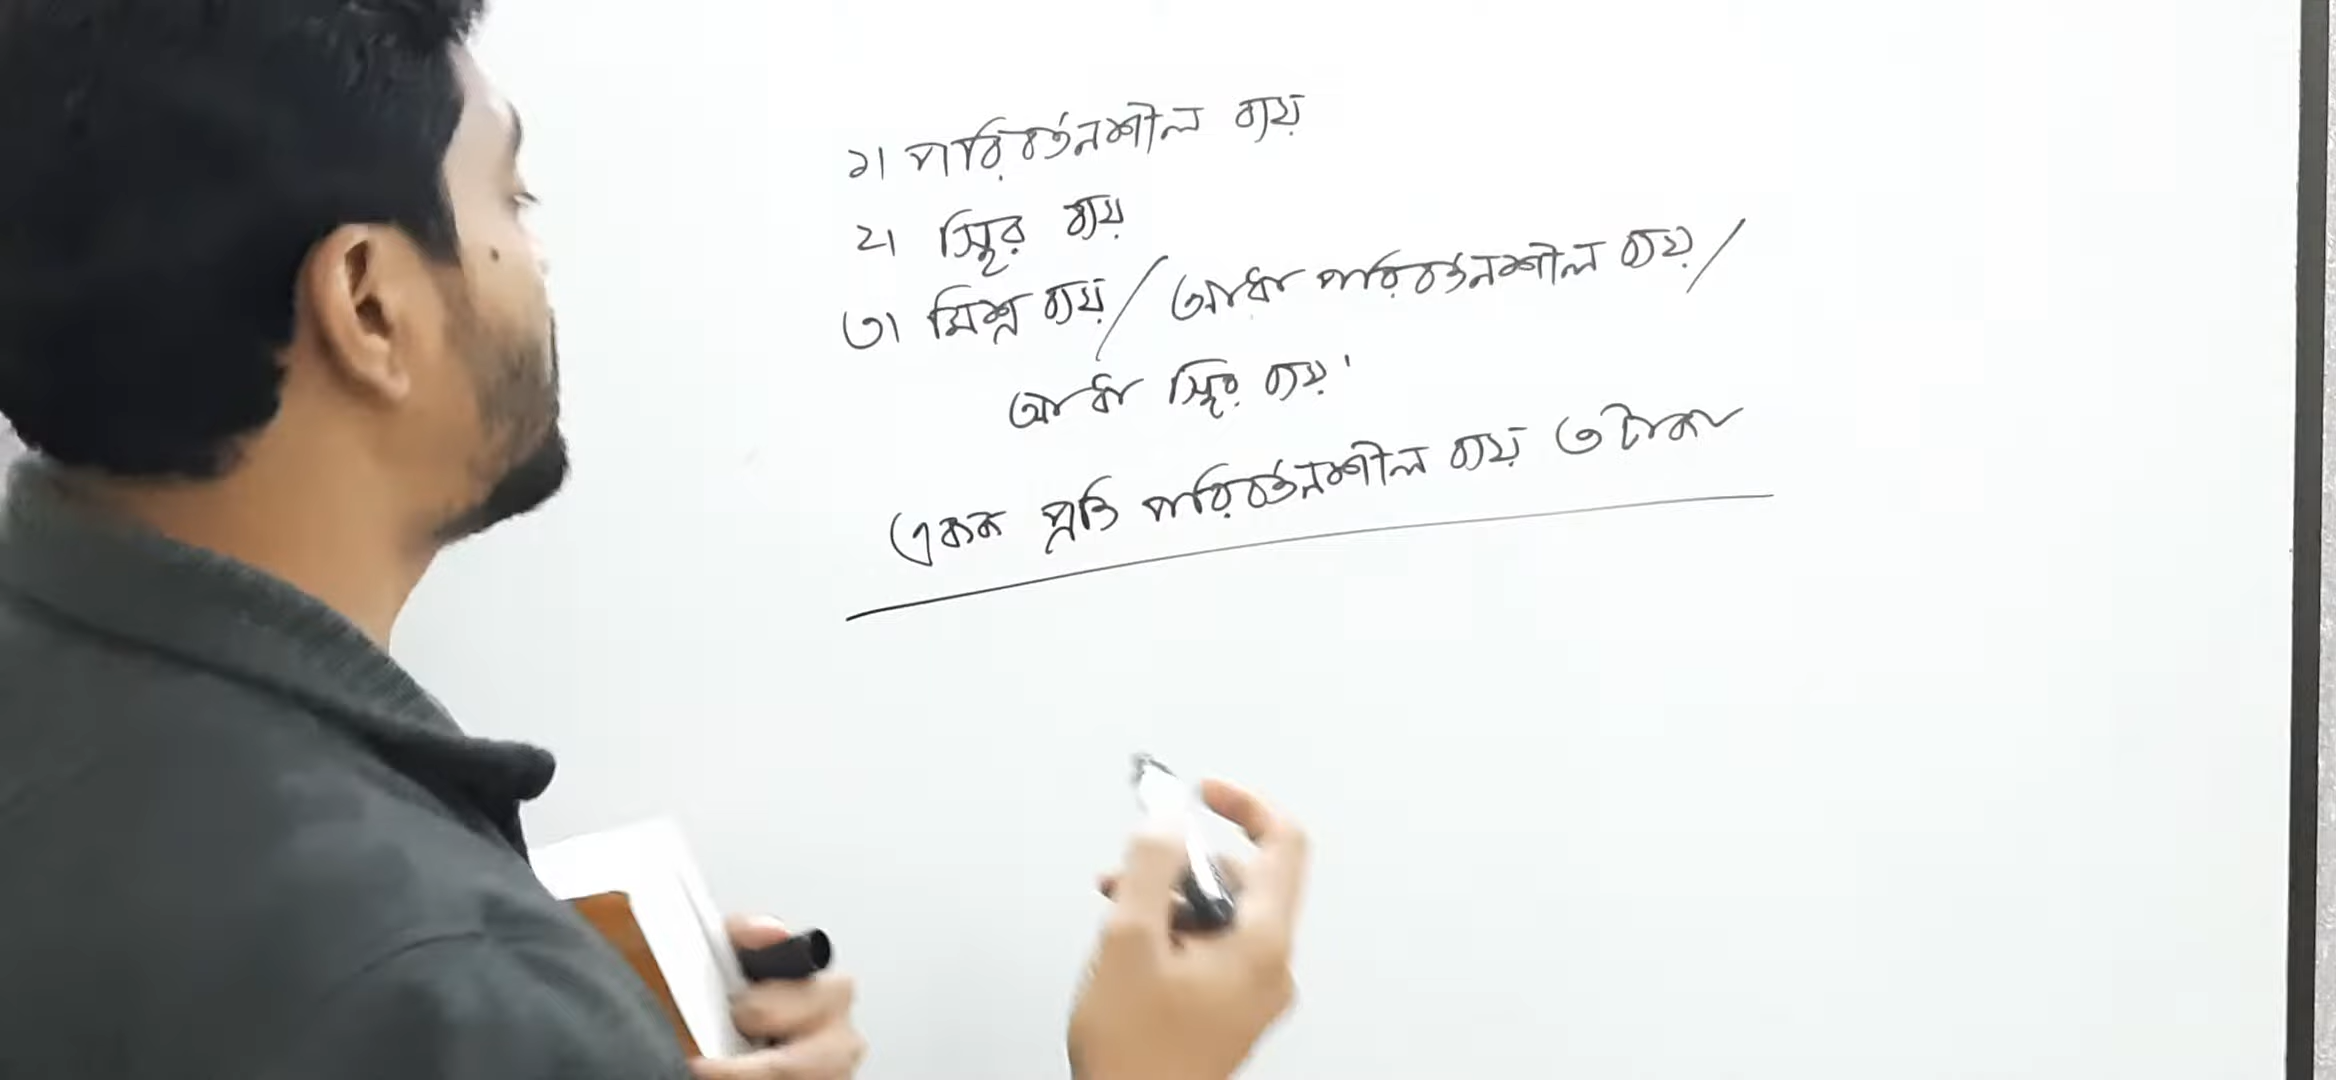 ১। পরিবর্তনশীল ব্যয়
২। স্থির ব্যয়
৩। মিশ্র ব্যয়/আধা পরিবর্তনশীল ব্যয়/
আধা স্থির ব্যয়'
একক প্রতি পরিবর্তনশীল ব্যয় ৩ টাকা